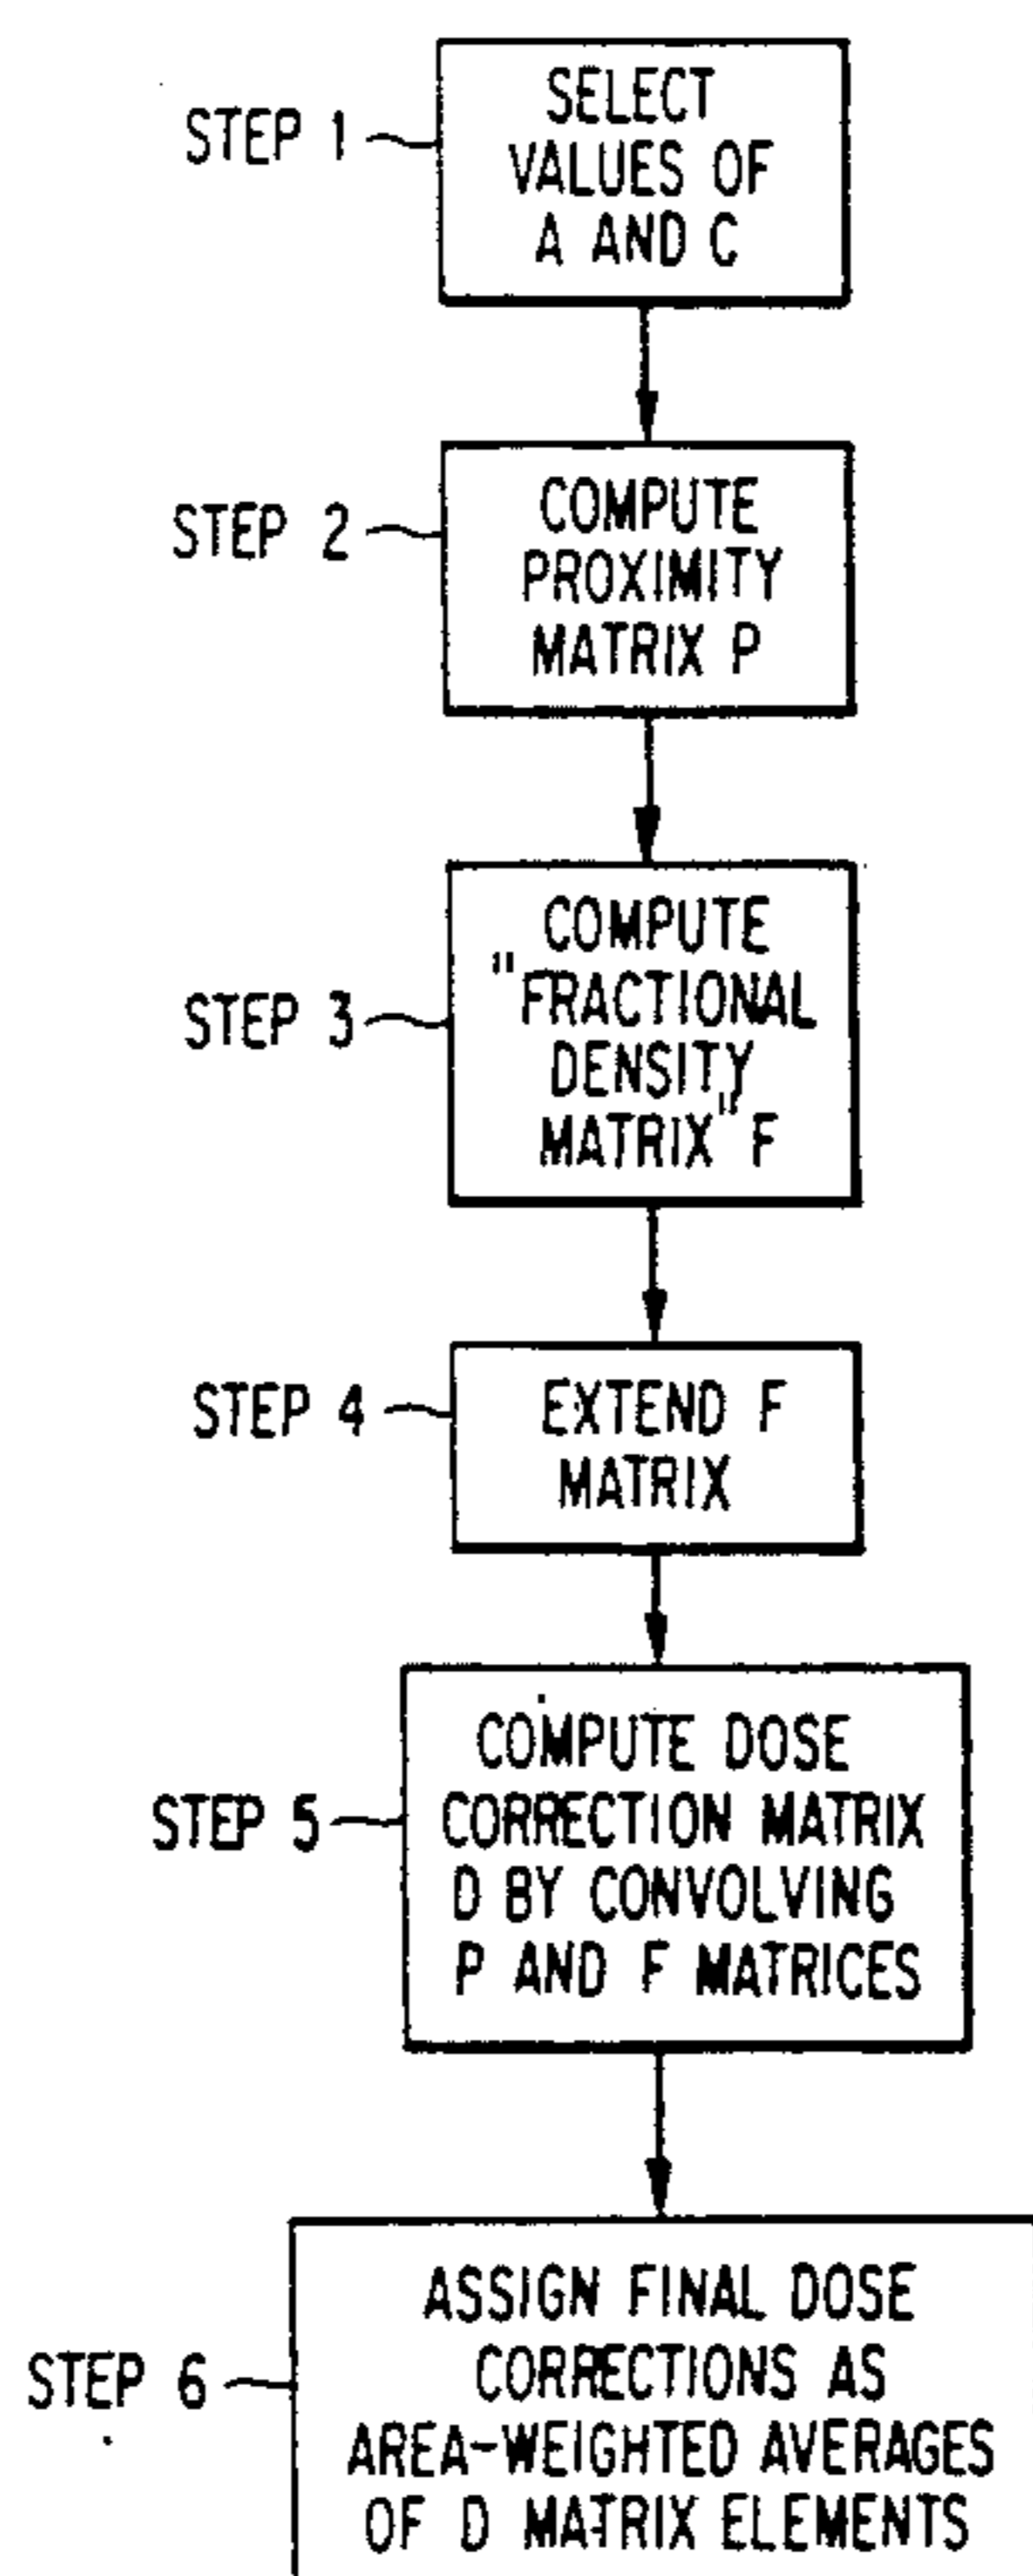 STEP 1
SELECT
VALUES OF
A AND C
STEP 2
COMPUTE
PROXIMITY
MATRIX P
STEP 3
COMPUTE
"FRACTIONAL
DENSITY
MATRIX" F
STEP 4
EXTEND F
MATRIX
STEP 5
COMPUTE DOSE
CORRECTION MATRIX
D BY CONVOLVING
P AND F MATRICES
STEP 6
ASSIGN FINAL DOSE
CORRECTIONS AS
AREA-WEIGHTED AVERAGES
OF D MATRIX ELEMENTS